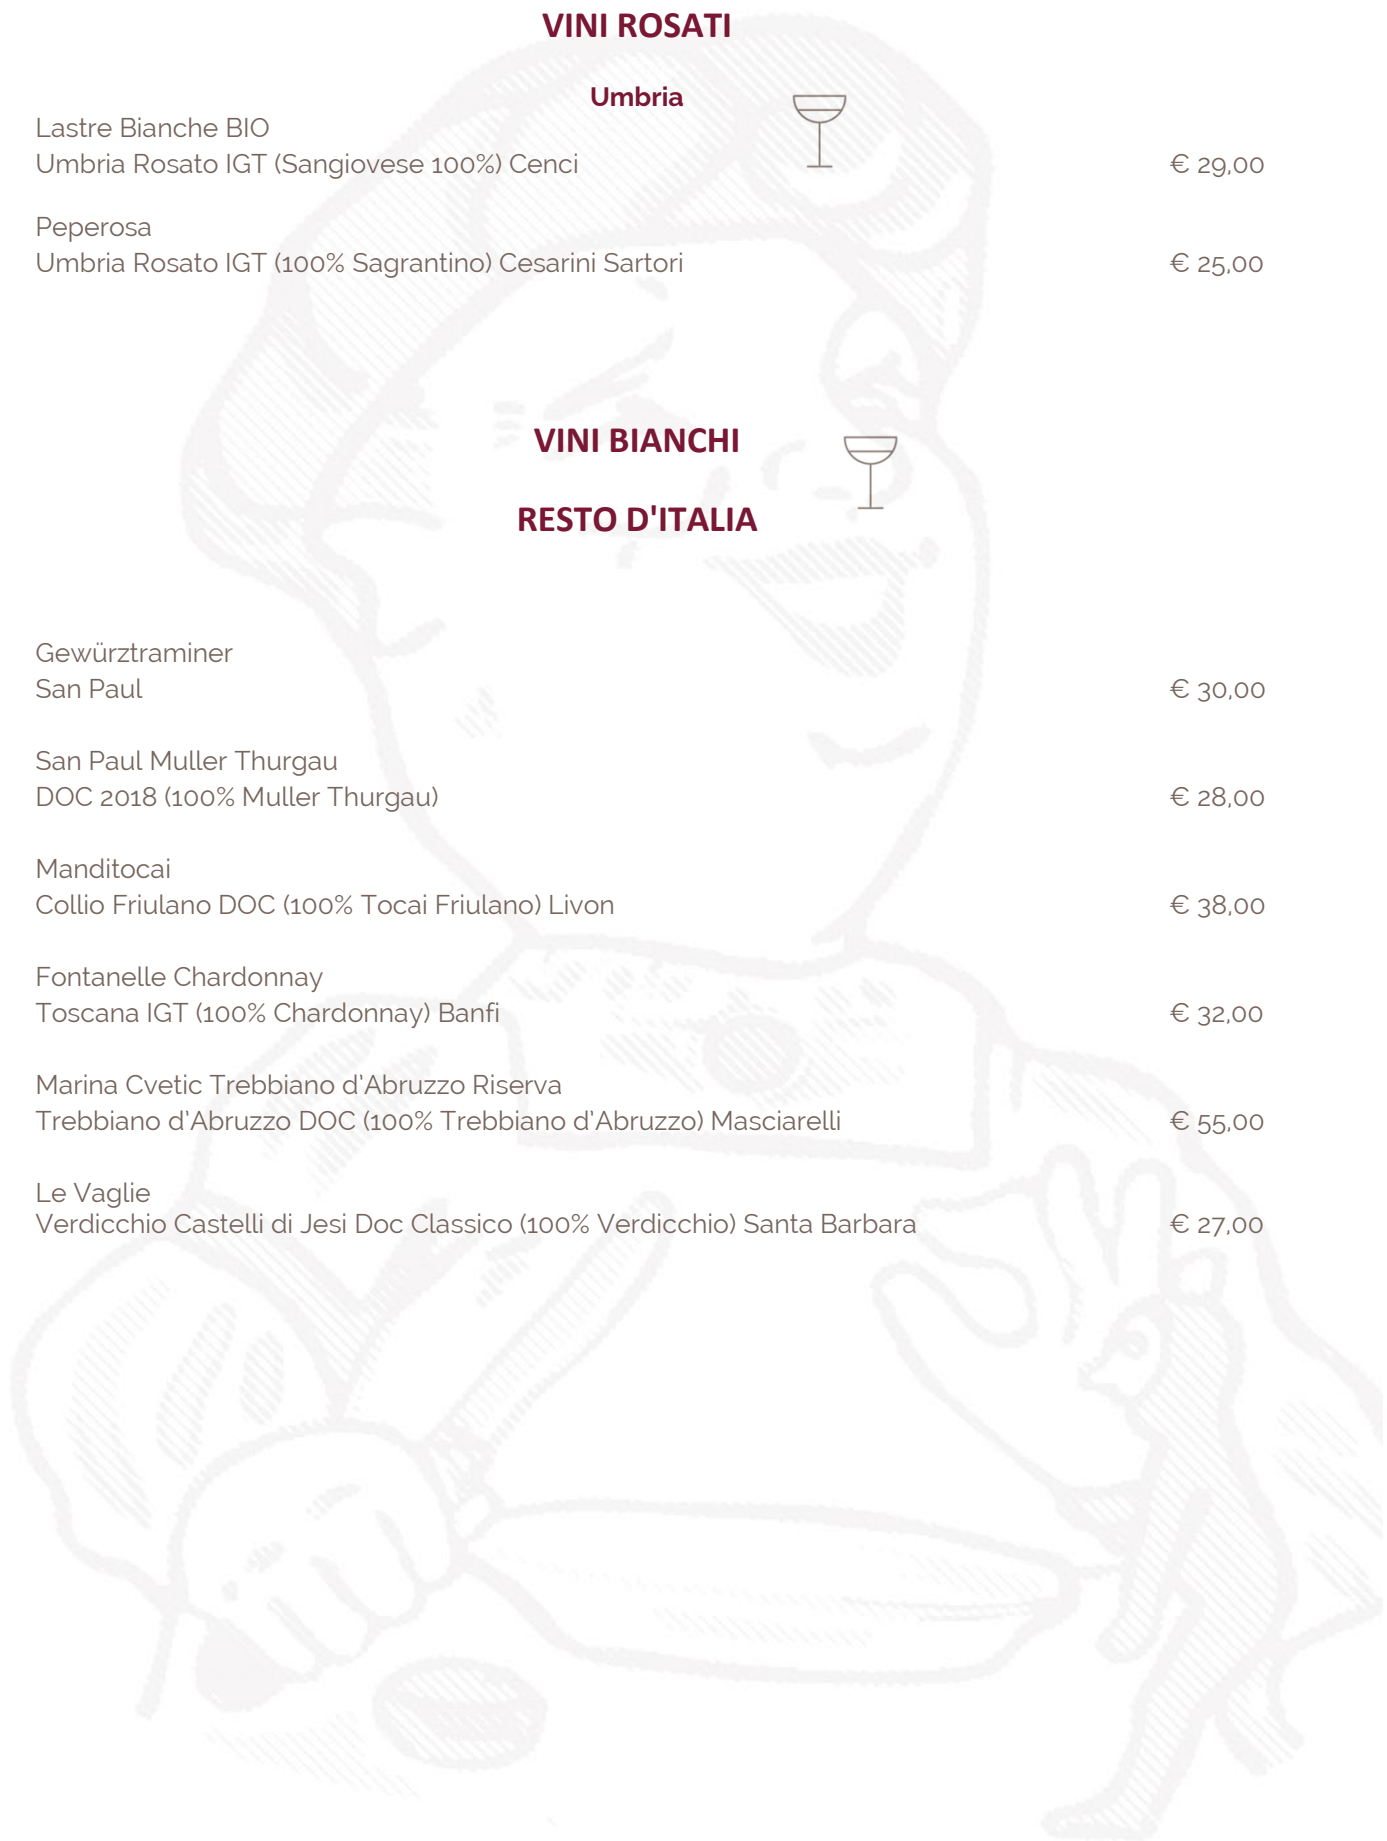 VINI ROSATI
Umbria
Lastre Bianche BIO
Umbria Rosato IGT (Sangiovese 100%) Cenci € 29,00
Peperosa
Umbria Rosato IGT (100% Sagrantino) Cesarini Sartori € 25,00
VINI BIANCHI
RESTO D'ITALIA
Gewürztraminer
San Paul € 30,00
San Paul Muller Thurgau
DOC 2018 (100% Muller Thurgau) € 28,00
Manditocai
Collio Friulano DOC (100% Tocai Friulano) Livon € 38,00
Fontanelle Chardonnay
Toscana IGT (100% Chardonnay) Banfi € 32,00
Marina Cvetic Trebbiano d’Abruzzo Riserva
Trebbiano d’Abruzzo DOC (100% Trebbiano d’Abruzzo) Masciarelli € 55,00
Le Vaglie
Verdicchio Castelli di Jesi Doc Classico (100% Verdicchio) Santa Barbara € 27,00